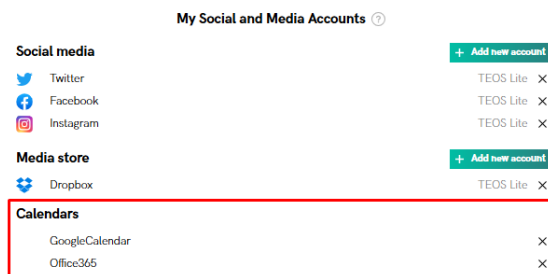 My Social and Media Accounts ?
Social media + Add new account
Twitter TEOS Lite ×
Facebook TEOS Lite ×
Instagram TEOS Lite ×
Media store + Add new account
Dropbox TEOS Lite ×
Calendars
GoogleCalendar ×
Office365 ×